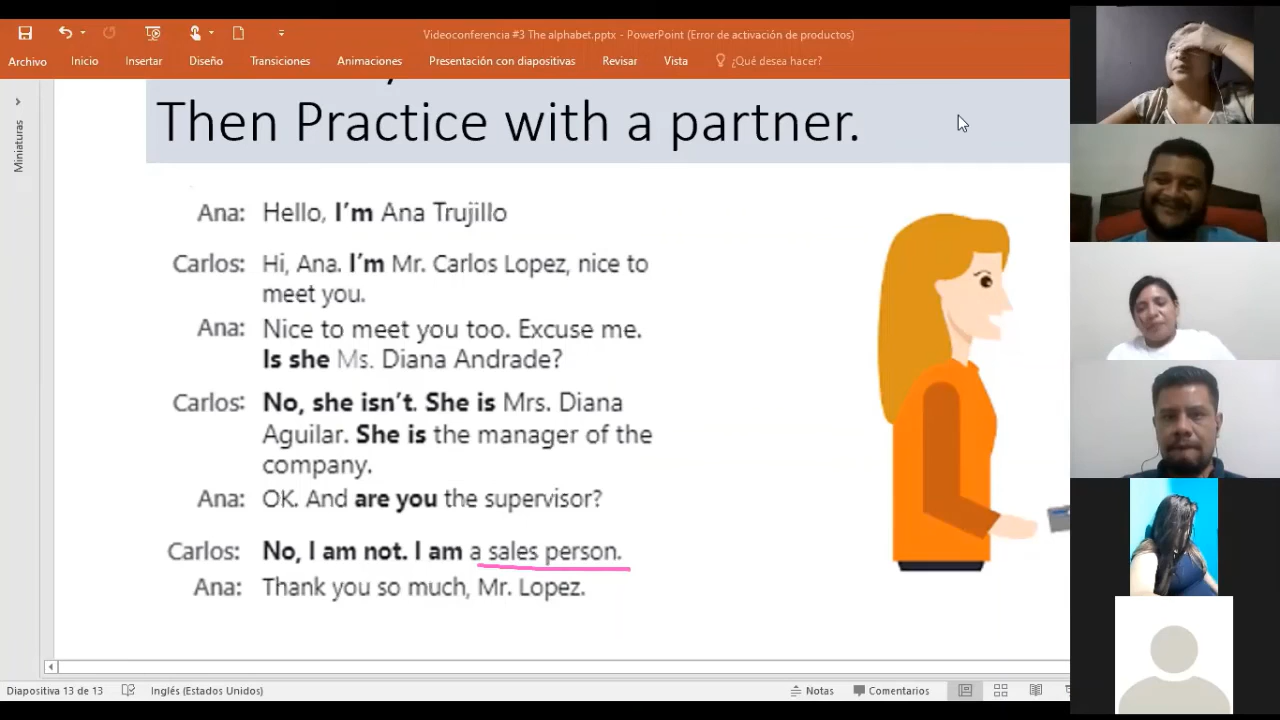 Videoconferencia #3 The alphabet.pptx - PowerPoint (Error de activación de productos)
Archivo Inicio Insertar Diseño Transiciones Animaciones Presentación con diapositivas Revisar Vista ¿Qué desea hacer?
Miniaturas
Then Practice with a partner.
Ana: Hello, I'm Ana Trujillo
Carlos: Hi, Ana. I'm Mr. Carlos Lopez, nice to
meet you.
Ana: Nice to meet you too. Excuse me.
Is she Ms. Diana Andrade?
Carlos: No, she isn't. She is Mrs. Diana
Aguilar. She is the manager of the
company.
Ana: OK. And are you the supervisor?
Carlos: No, I am not. I am a sales person.
Ana: Thank you so much, Mr. Lopez.
Diapositiva 13 de 13 Inglés (Estados Unidos) Notas Comentarios